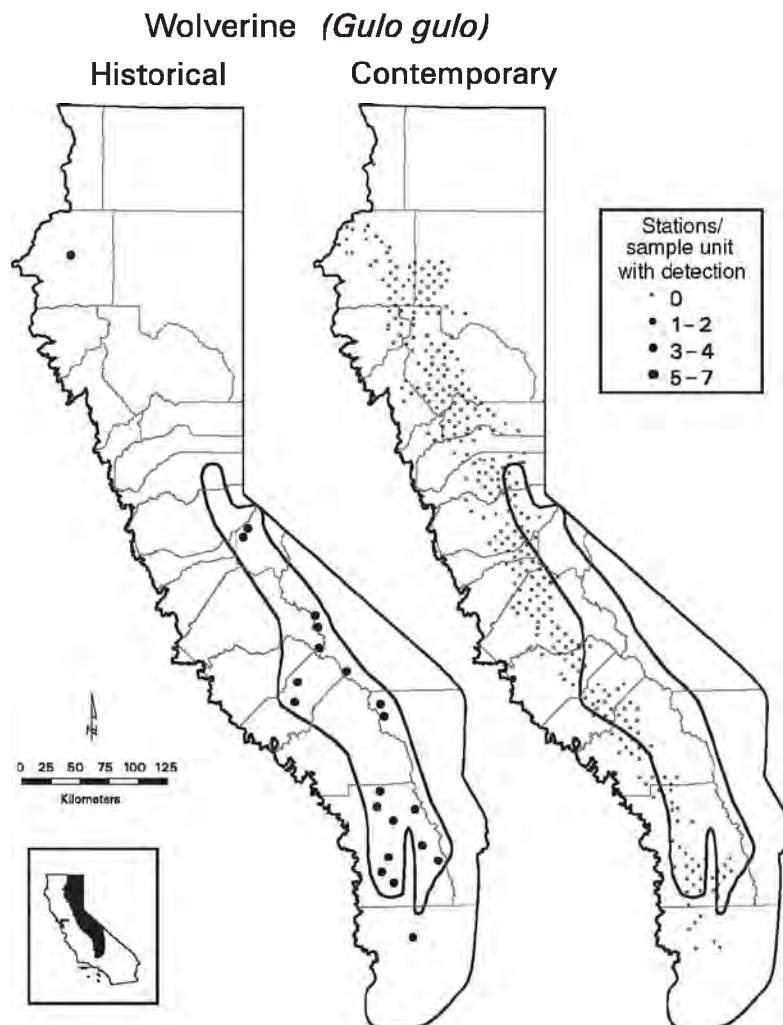 Wolverine (Gulo gulo)
Historical Contemporary
Stations/
sample unit
with detection
0
1-2
3-4
5-7
N
0 25 50 75 100 125
Kilometers